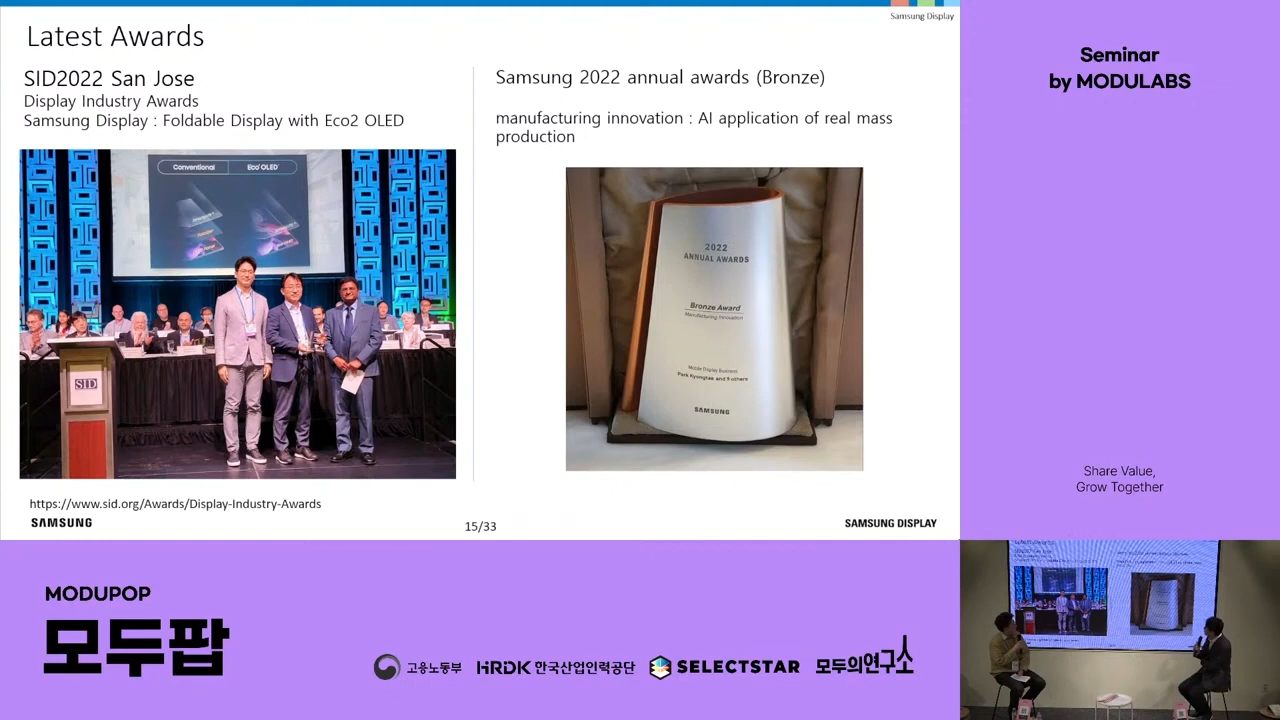 Samsung Display
Latest Awards
SID2022 San Jose
Display Industry Awards
Samsung Display : Foldable Display with Eco2 OLED
Conventional
Eco² OLED
SID
https://www.sid.org/Awards/Display-Industry-Awards
Samsung 2022 annual awards (Bronze)
manufacturing innovation : AI application of real mass
production
2022
ANNUAL AWARDS
Bronze Award
Manufacturing Innovation
Mobile Display Business
Park Kyongtae and 9 others
SAMSUNG
SAMSUNG
15/33
SAMSUNG DISPLAY
Seminar
by MODULABS
Share Value,
Grow Together
MODUPOP
모두팝
고용노동부
HRDK 한국산업인력공단
SELECTSTAR
모두의연구소